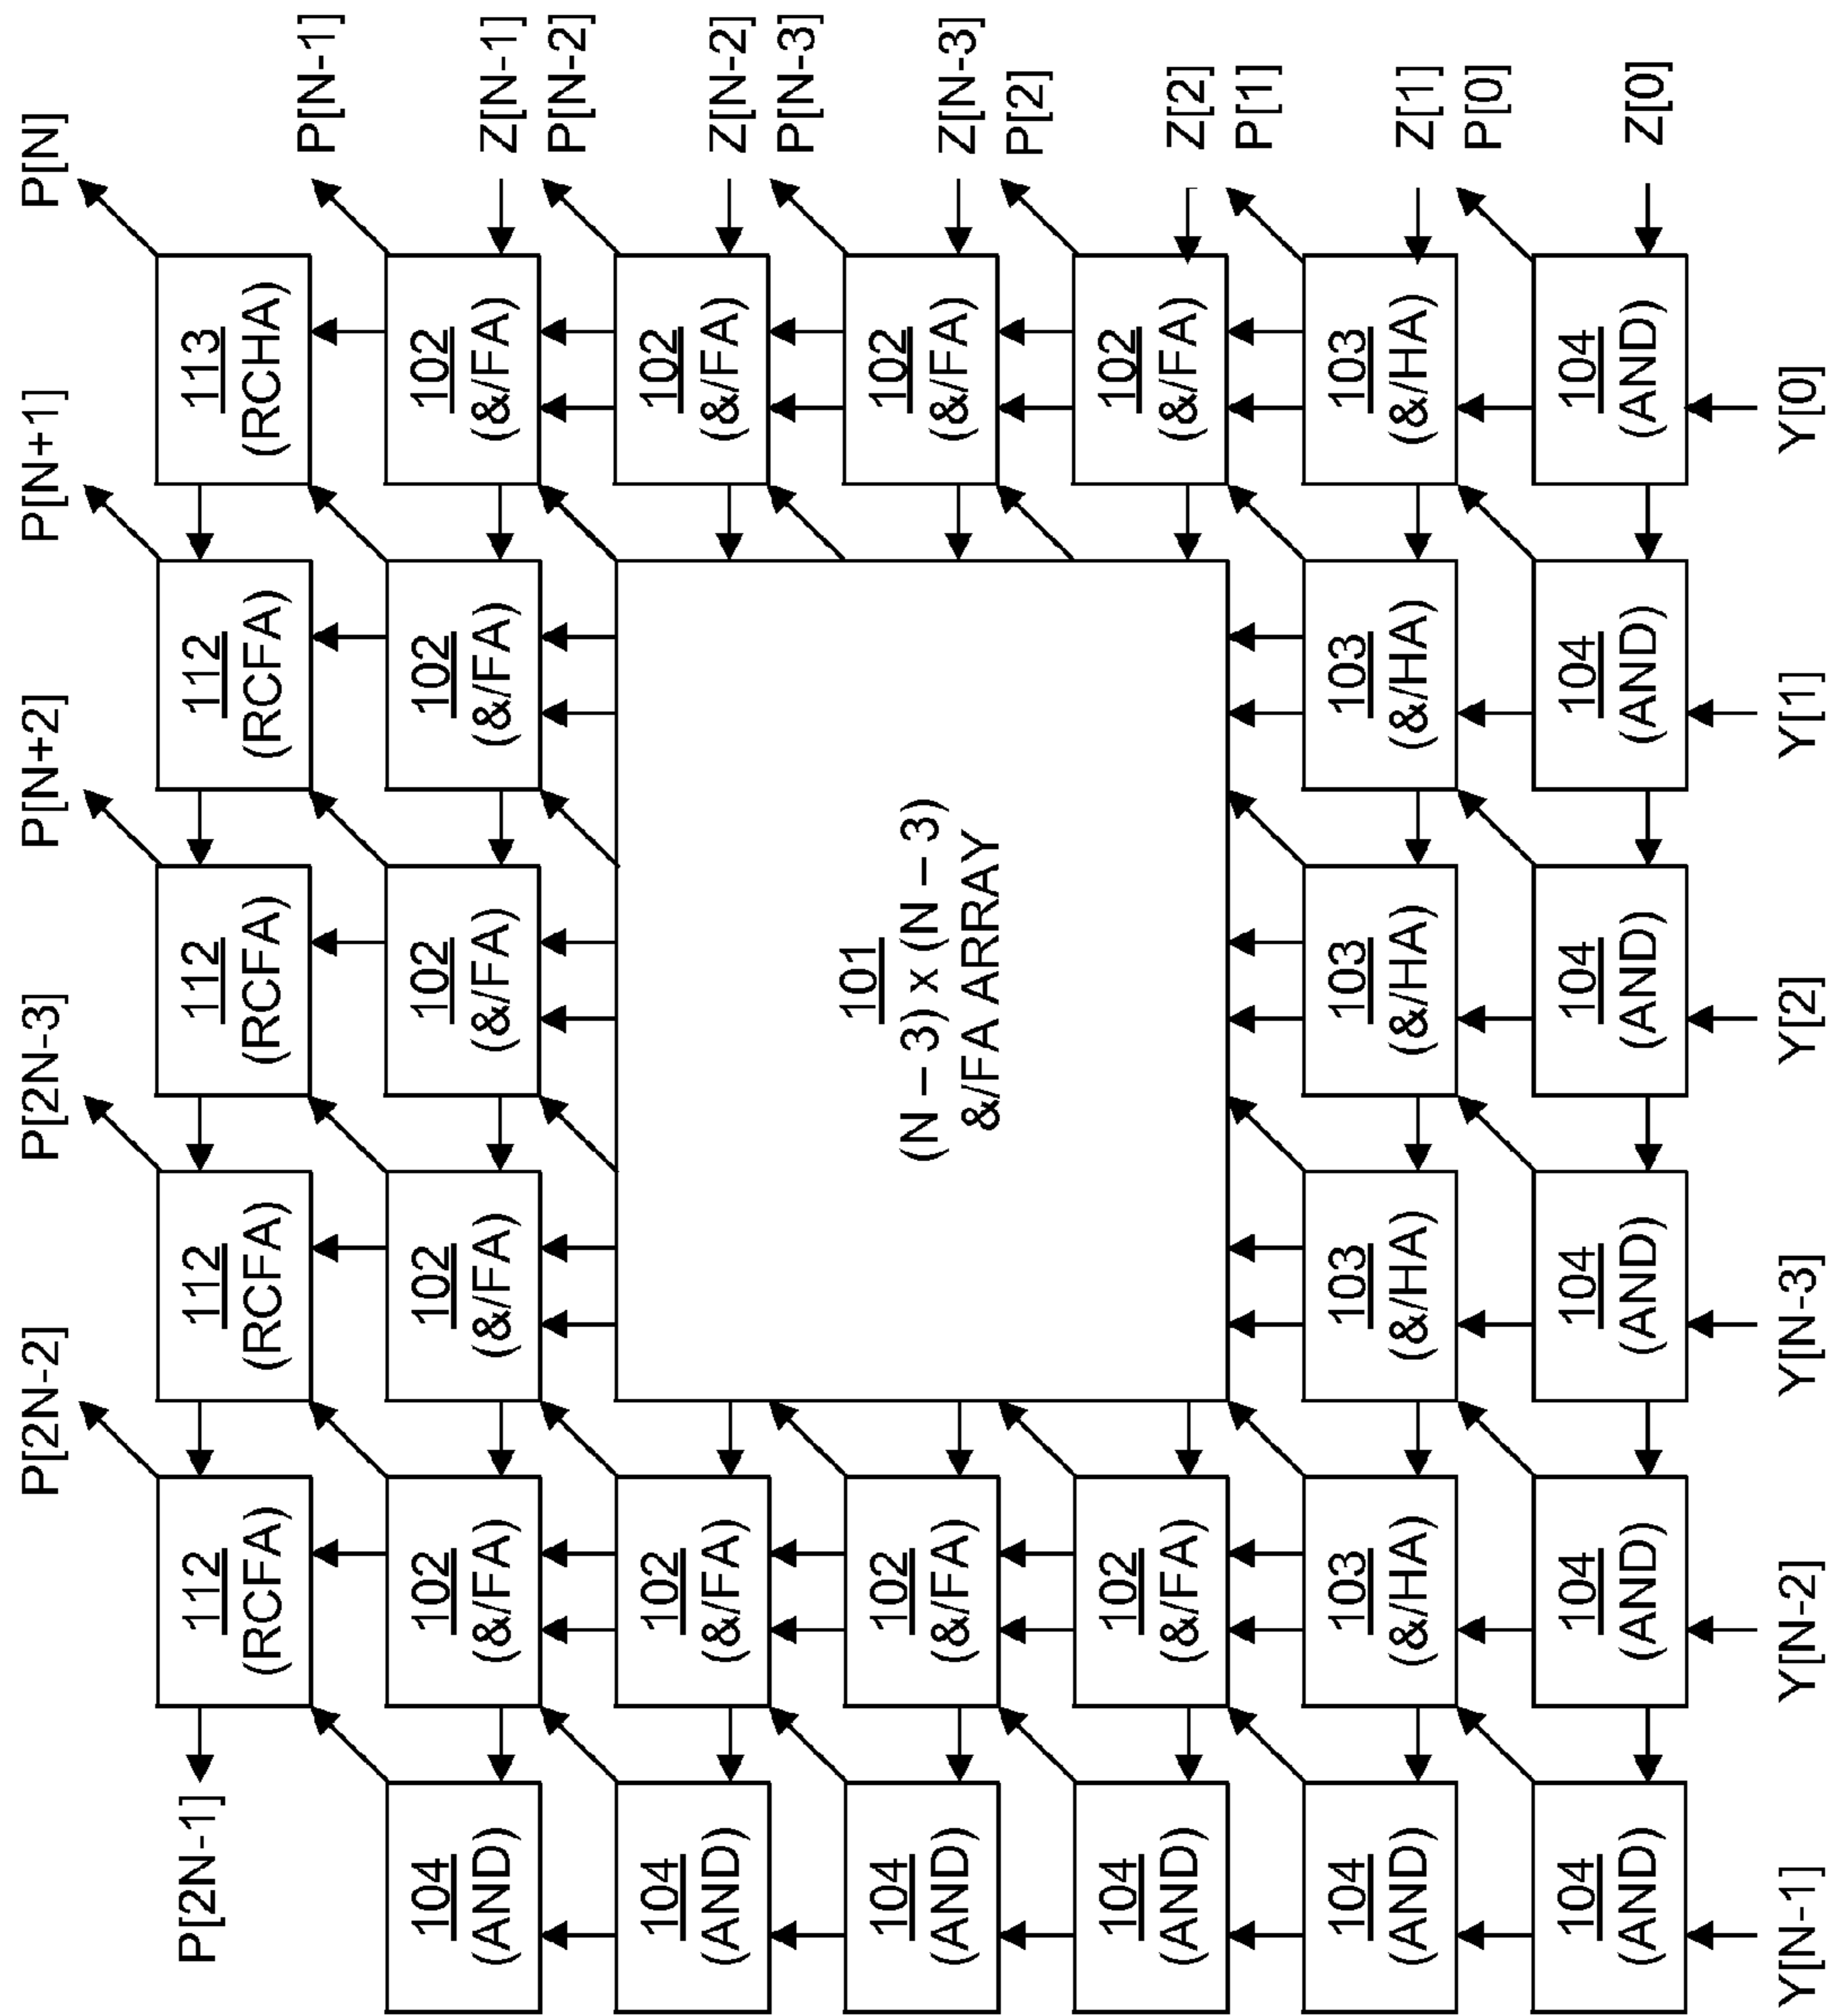 P[2N-2]
P[2N-3]
P[N+2]
P[N+1]
P[N]
P[2N-1]
112
(RCFA)
112
(RCFA)
112
(RCFA)
112
(RCFA)
113
(RCHA)
P[N-1]
104
(AND)
102
(&/FA)
102
(&/FA)
102
(&/FA)
102
(&/FA)
102
(&/FA)
Z[N-1]
P[N-2]
104
(AND)
102
(&/FA)
102
(&/FA)
Z[N-2]
P[N-3]
104
(AND)
102
(&/FA)
101
(N – 3) x (N – 3)
&/FA ARRAY
102
(&/FA)
Z[N-3]
P[2]
104
(AND)
102
(&/FA)
102
(&/FA)
Z[2]
P[1]
104
(AND)
103
(&/HA)
103
(&/HA)
103
(&/HA)
103
(&/HA)
103
(&/HA)
Z[1]
P[0]
104
(AND)
104
(AND)
104
(AND)
104
(AND)
104
(AND)
104
(AND)
Z[0]
Y[N-1]
Y[N-2]
Y[N-3]
Y[2]
Y[1]
Y[0]